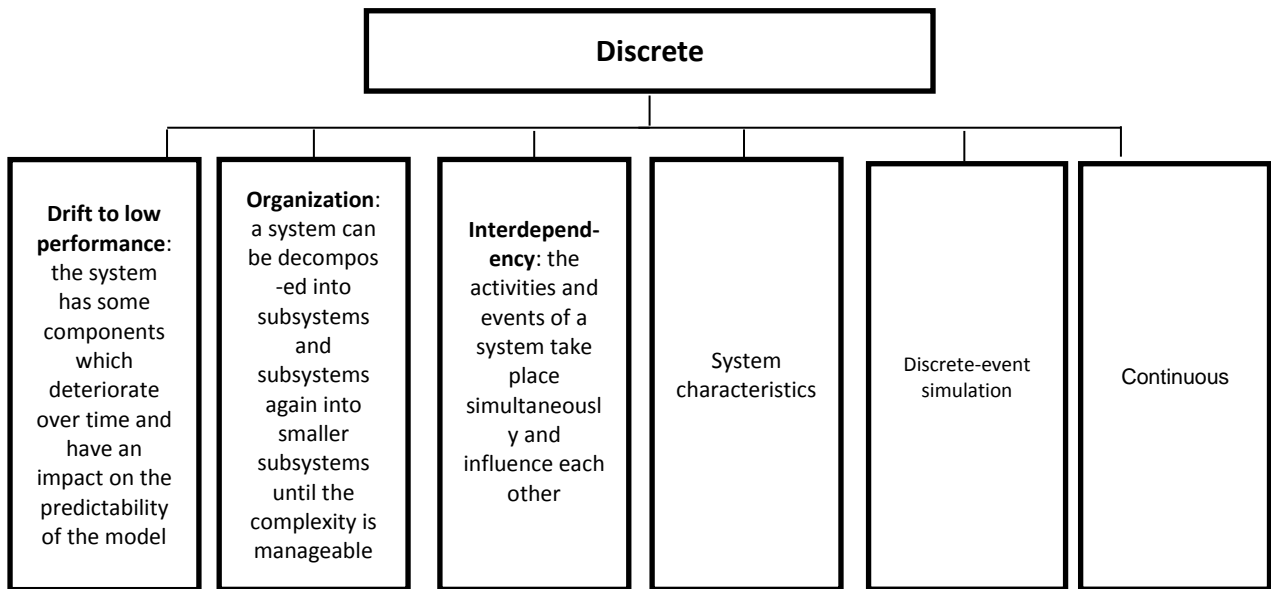 Discrete
Drift to low
performance:
the system
has some
components
which
deteriorate
over time and
have an
impact on the
predictability
of the model
Organization:
a system can
be decompos
-ed into
subsystems
and
subsystems
again into
smaller
subsystems
until the
complexity is
manageable
Interdepend-
ency: the
activities and
events of a
system take
place
simultaneousl
y and
influence each
other
System
characteristics
Discrete-event
simulation
Continuous